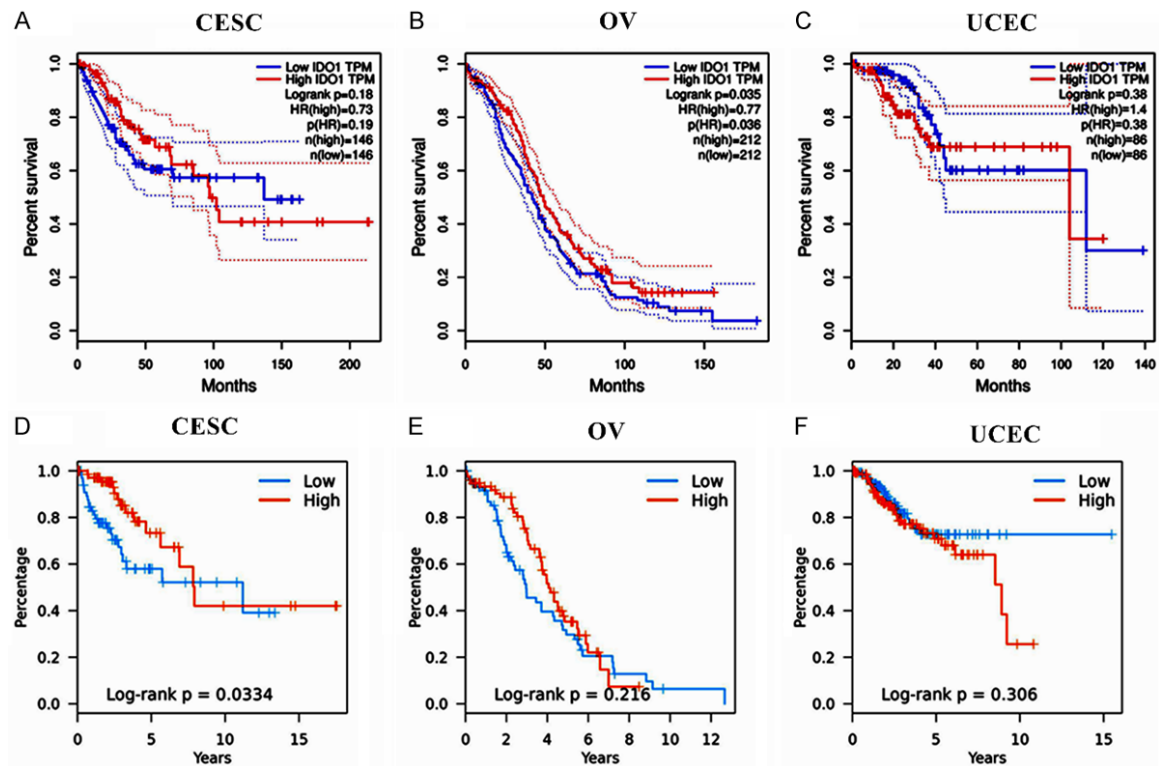 A CESC
Percent survival
1.0
0.8
0.6
0.4
0.2
0.0
Low IDO1 TPM
High IDO1 TPM
Logrank p=0.18
HR(high)=0.73
p(HR)=0.19
n(high)=146
n(low)=146
0 50 100 150 200
Months
B OV
Percent survival
1.0
0.8
0.6
0.4
0.2
0.0
Low IDO1 TPM
High IDO1 TPM
Logrank p=0.035
HR(high)=0.77
p(HR)=0.036
n(high)=212
n(low)=212
0 50 100 150
Months
C UCEC
Percent survival
1.0
0.8
0.6
0.4
0.2
0.0
Low IDO1 TPM
High IDO1 TPM
Logrank p=0.38
HR(high)=1.4
p(HR)=0.38
n(high)=86
n(low)=86
0 20 40 60 80 100 120 140
Months
D CESC
Percentage
1.0
0.8
0.6
0.4
0.2
0.0
Low
High
Log-rank p = 0.0334
0 5 10 15
Years
E OV
Percentage
1.0
0.8
0.6
0.4
0.2
0.0
Low
High
Log-rank p = 0.216
0 2 4 6 8 10 12
Years
F UCEC
Percentage
1.0
0.8
0.6
0.4
0.2
0.0
Low
High
Log-rank p = 0.306
0 5 10 15
Years